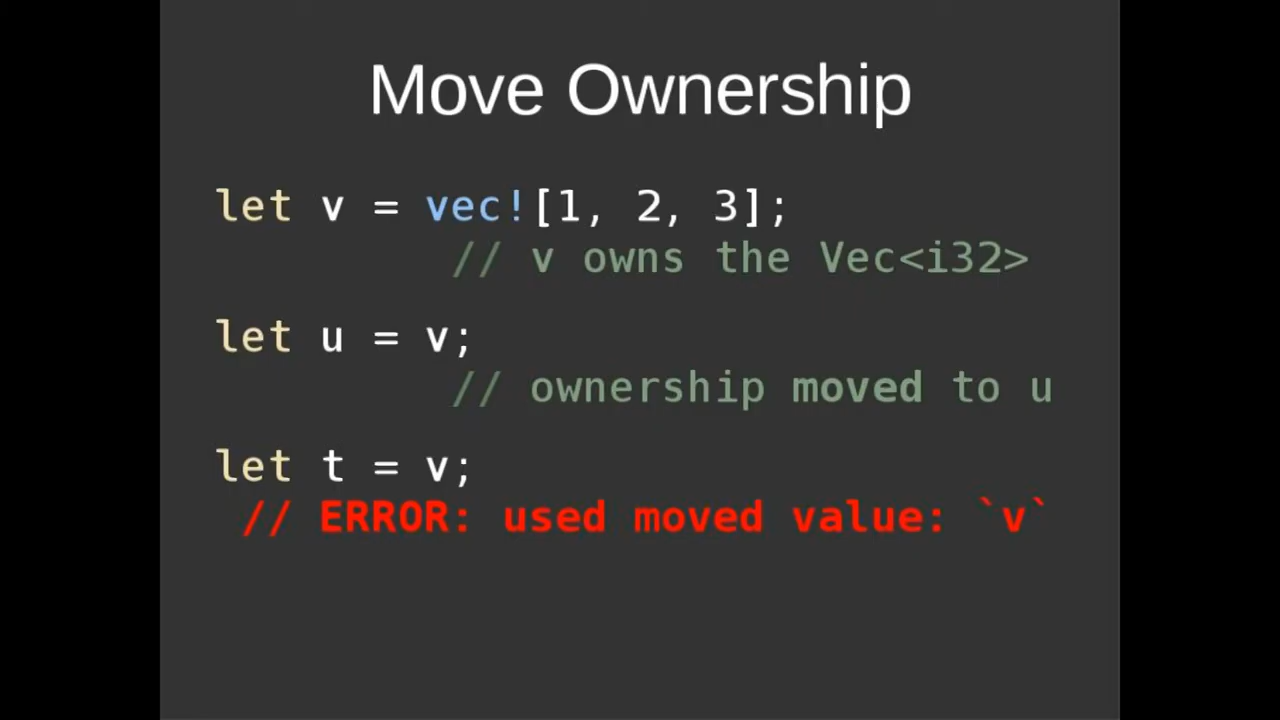 Move Ownership
let v = vec![1, 2, 3];
// v owns the Vec<i32>
let u = v;
// ownership moved to u
let t = v;
// ERROR: used moved value: `v`